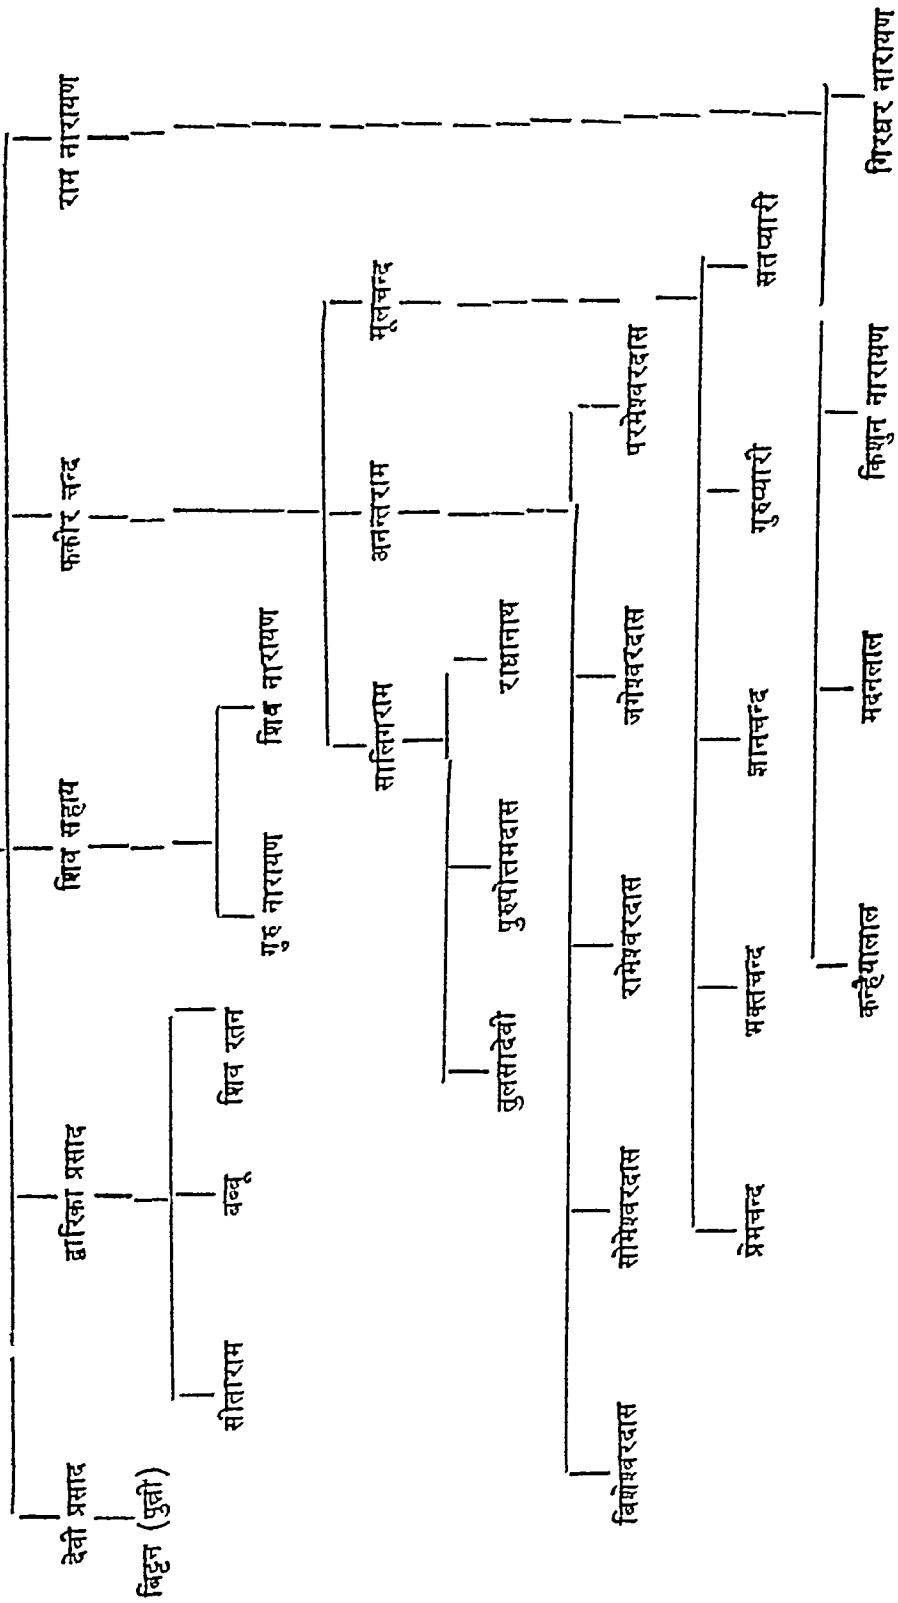 देवी प्रसाद द्वारिका प्रसाद शिव सहाय फकीर चन्द राम नारायण
बिट्टन (पुत्री)
सीताराम बब्बू शिव रतन गुरु नारायण शिव नारायण
सालिगराम अनन्तराम मूलचन्द
तुलसादेवी पुरुषोत्तमदास राधानाथ
बिशेश्वरदास सोमेश्वरदास रामेश्वरदास जगेश्वरदास परमेश्वरदास
प्रेमचन्द भक्तचन्द ज्ञानचन्द गुरुप्यारी सतप्यारी
कन्हैयालाल मदनलाल किशुन नारायण गिरधर नारायण